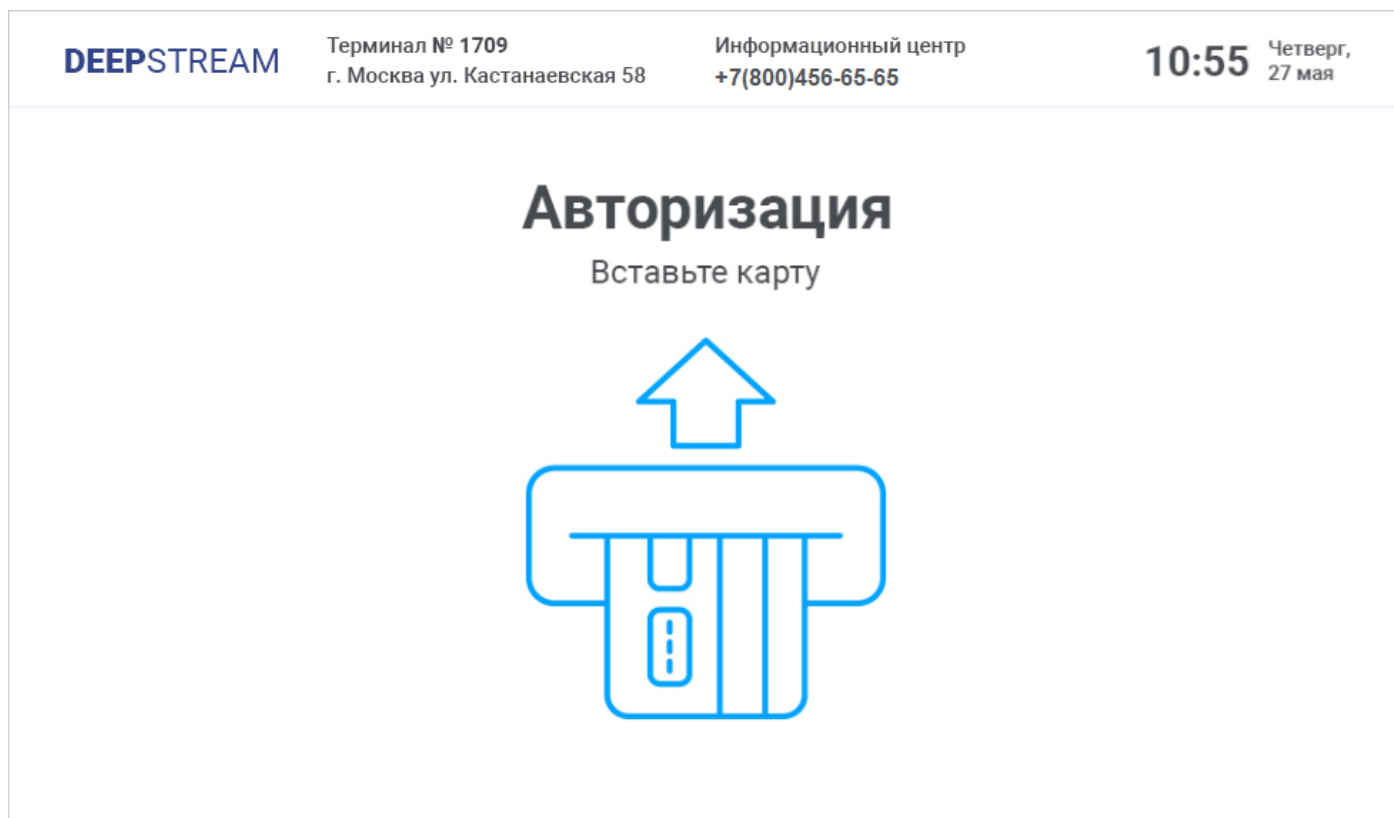 DEEPSTREAM
Терминал № 1709
г. Москва ул. Кастанаевская 58
Информационный центр
+7(800)456-65-65
10:55
Четверг,
27 мая
Авторизация
Вставьте карту